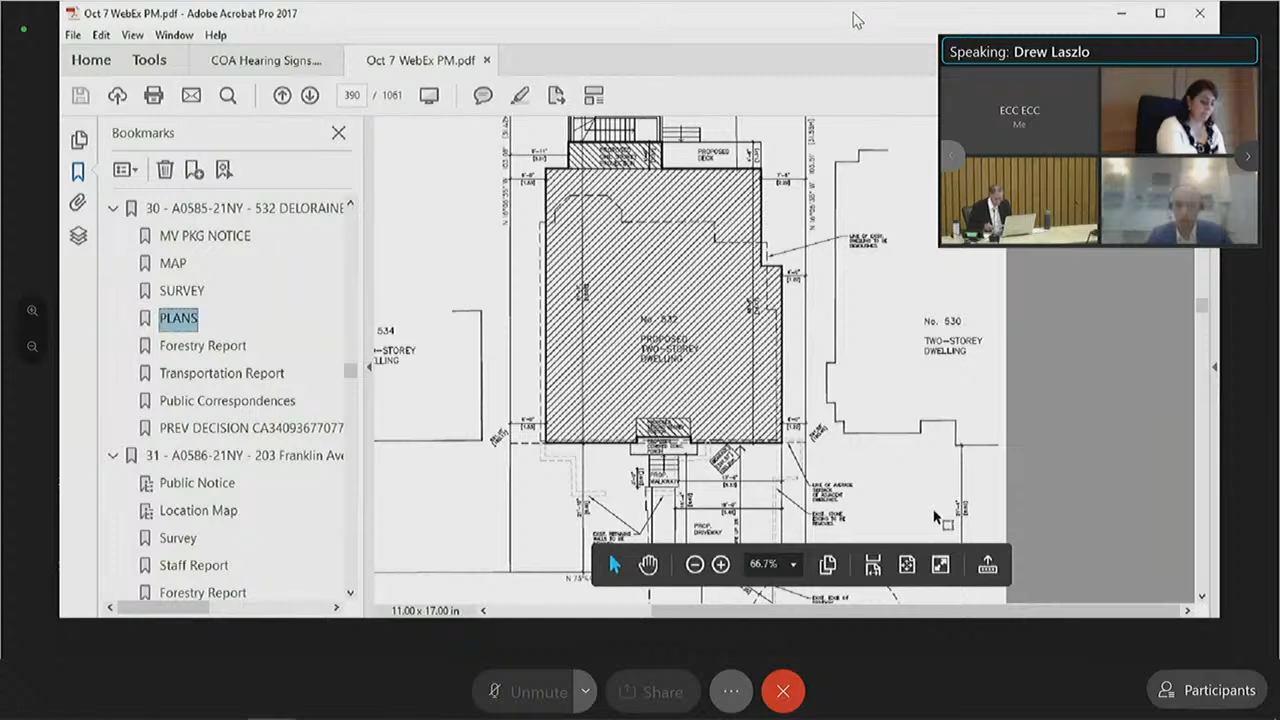 Oct 7 WebEx PM.pdf - Adobe Acrobat Pro 2017
File Edit View Window Help
Home Tools COA Hearing Signs.... Oct 7 WebEx PM.pdf ×
390 / 1061
Speaking: Drew Laszlo
ECC ECC
Me
Bookmarks
30 - A0585-21NY - 532 DELORAINE
MV PKG NOTICE
MAP
SURVEY
PLANS
Forestry Report
Transportation Report
Public Correspondences
PREV DECISION CA34093677077
31 - A0586-21NY - 203 Franklin Ave
Public Notice
Location Map
Survey
Staff Report
Forestry Report
PROPOSED
DECK
534
No. 532
PROPOSED
TWO-STOREY
DWELLING
No. 530
TWO-STOREY
DWELLING
PROP.
WALKWAY
PROP.
DRIVEWAY
66.7%
11.00 x 17.00 in
Unmute
Share
Participants